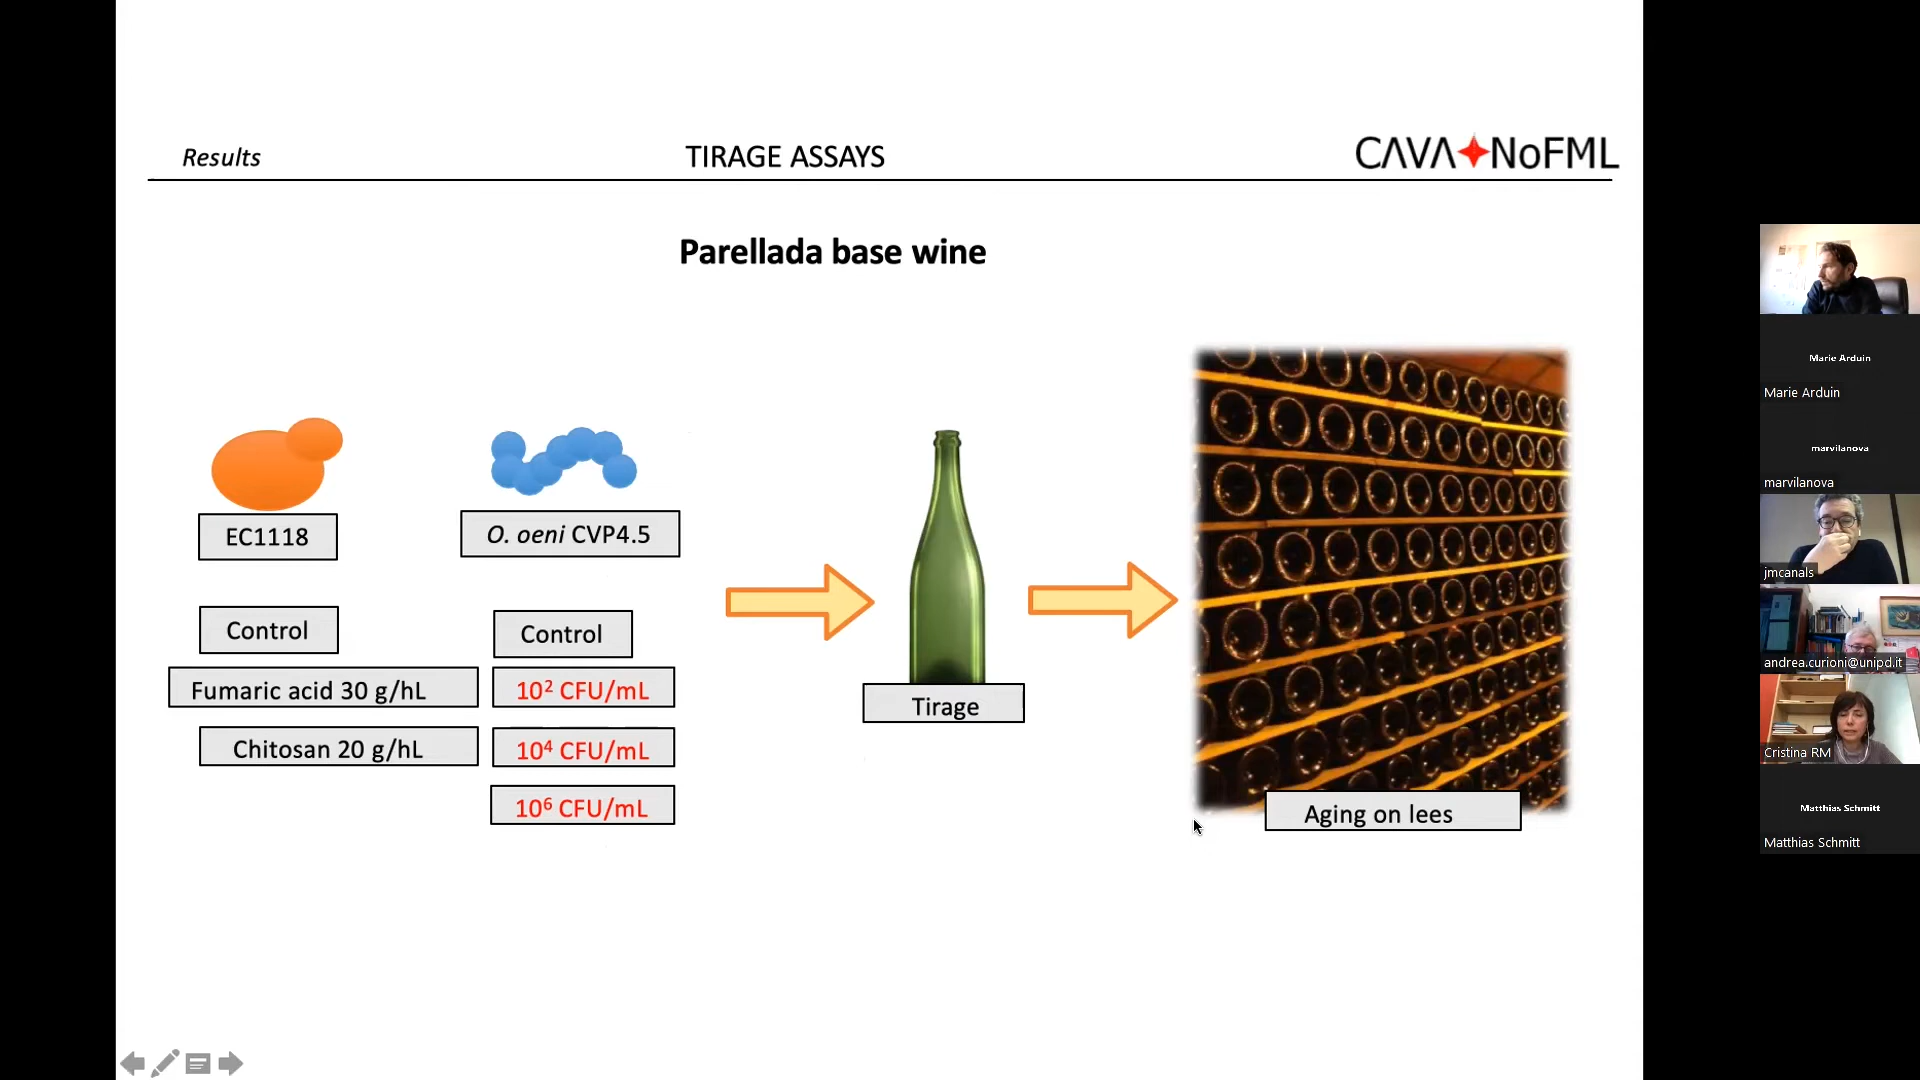 Results
TIRAGE ASSAYS
CAVA NoFML
Parellada base wine
EC1118
O. oeni CVP4.5
Control
Control
Fumaric acid 30 g/hL
10² CFU/mL
Chitosan 20 g/hL
10⁴ CFU/mL
10⁶ CFU/mL
Tirage
Aging on lees
Marie Arduin
Marie Arduin
marvilanova
marvilanova
jmcanals
andrea.curioni@unipd.it
Cristina RM
Matthias Schmitt
Matthias Schmitt